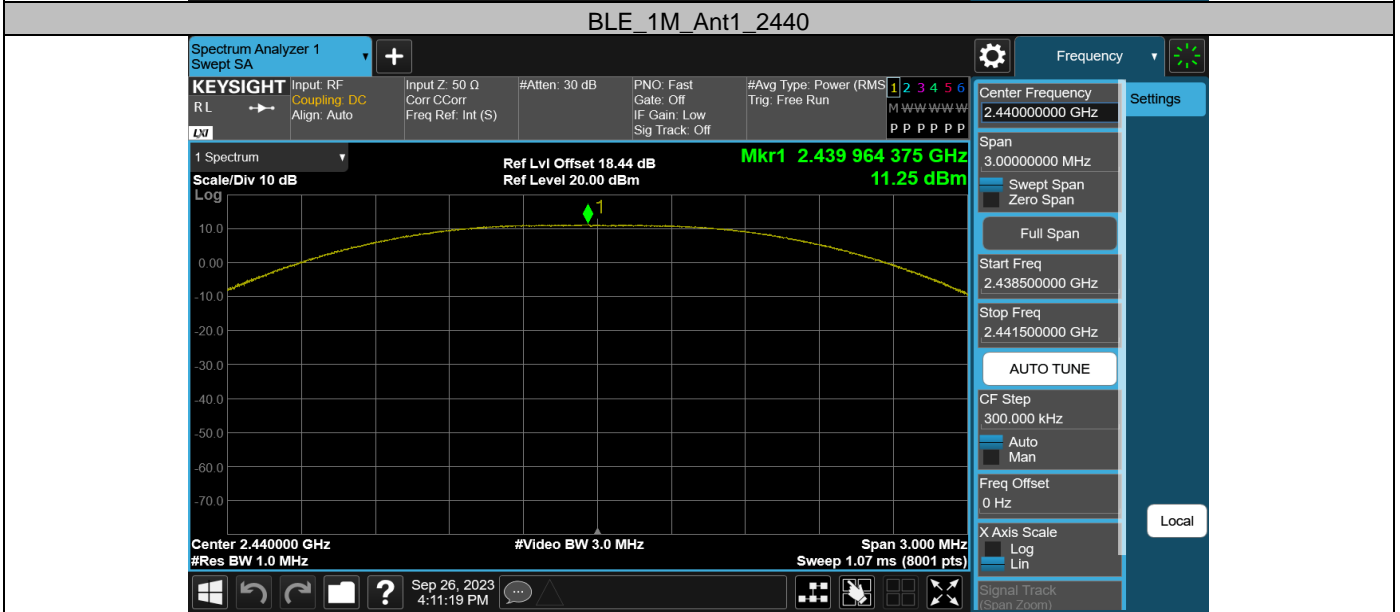 BLE_1M_Ant1_2440
Spectrum Analyzer 1
Swept SA
+
Frequency
KEYSIGHT
RL
LXI
Input: RF
Coupling: DC
Align: Auto
Input Z: 50 Ω
Corr CCorr
Freq Ref: Int (S)
#Atten: 30 dB
PNO: Fast
Gate: Off
IF Gain: Low
Sig Track: Off
#Avg Type: Power (RMS
Trig: Free Run
1 2 3 4 5 6
M W W W W W
P P P P P P
1 Spectrum
Scale/Div 10 dB
Log
Ref Lvl Offset 18.44 dB
Ref Level 20.00 dBm
Mkr1 2.439 964 375 GHz
11.25 dBm
1
10.0
0.00
-10.0
-20.0
-30.0
-40.0
-50.0
-60.0
-70.0
Center 2.440000 GHz
#Video BW 3.0 MHz
Span 3.000 MHz
#Res BW 1.0 MHz
Sweep 1.07 ms (8001 pts)
?
Sep 26, 2023
4:11:19 PM
Center Frequency
2.440000000 GHz
Settings
Span
3.00000000 MHz
Swept Span
Zero Span
Full Span
Start Freq
2.438500000 GHz
Stop Freq
2.441500000 GHz
AUTO TUNE
CF Step
300.000 kHz
Auto
Man
Freq Offset
0 Hz
X Axis Scale
Log
Lin
Local
Signal Track
(Span Zoom)